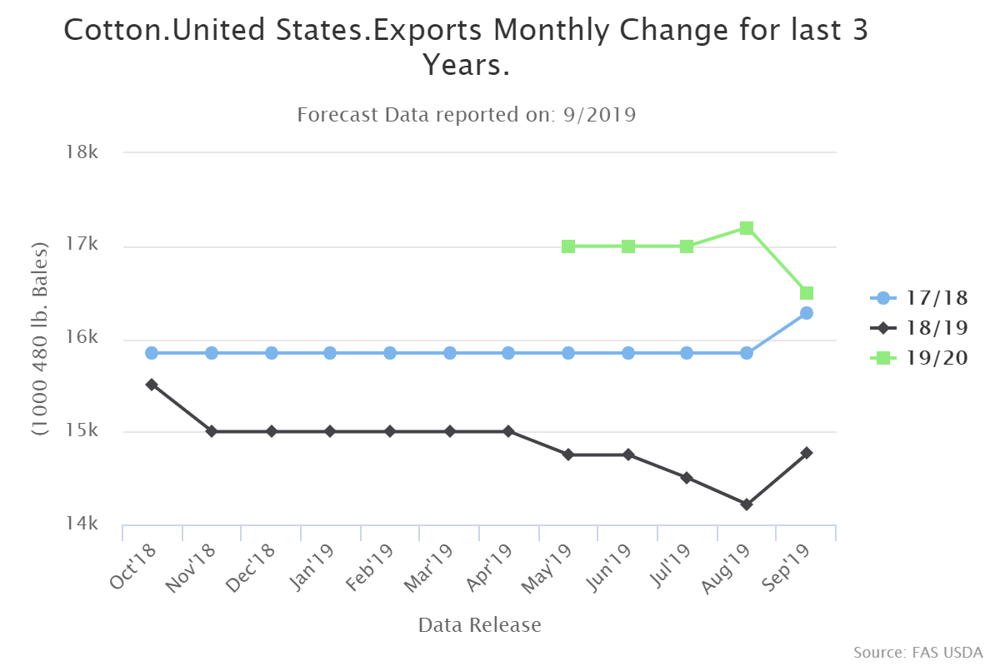 Cotton.United States.Exports Monthly Change for last 3
Years.
Forecast Data reported on: 9/2019
18k
17k
16k
15k
14k
(1000 480 lb. Bales)
17/18
18/19
19/20
Oct'18
Nov'18
Dec'18
Jan'19
Feb'19
Mar'19
Apr'19
May'19
Jun'19
Jul'19
Aug'19
Sep'19
Data Release
Source: FAS USDA